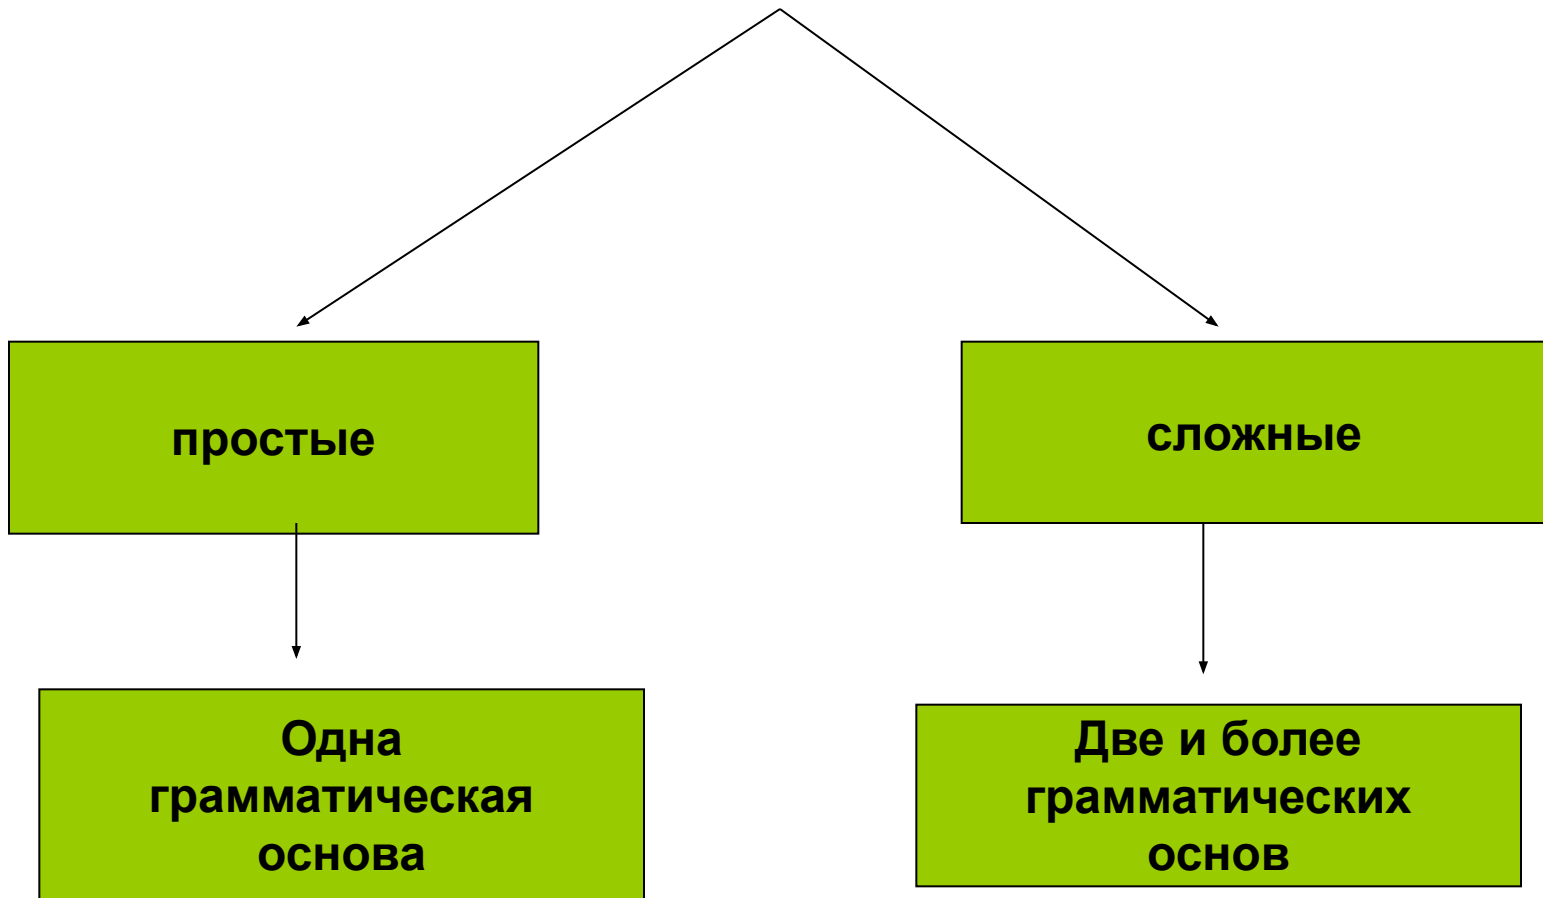 простые
сложные
Одна
грамматическая
основа
Две и более
грамматических
основ